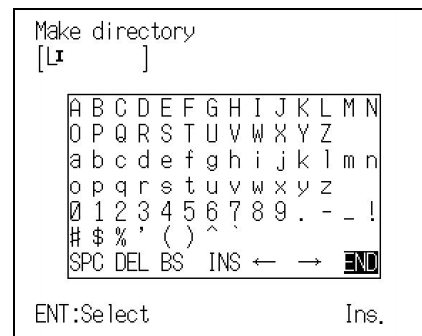 Make directory
[ ]
A B C D E F G H I J K L M N
O P Q R S T U V W X Y Z
a b c d e f g h i j k l m n
o p q r s t u v w x y z
0 1 2 3 4 5 6 7 8 9 . - _ !
# $ % ' ( ) ^ `
SPC DEL BS INS ← → END
ENT:Select Ins.